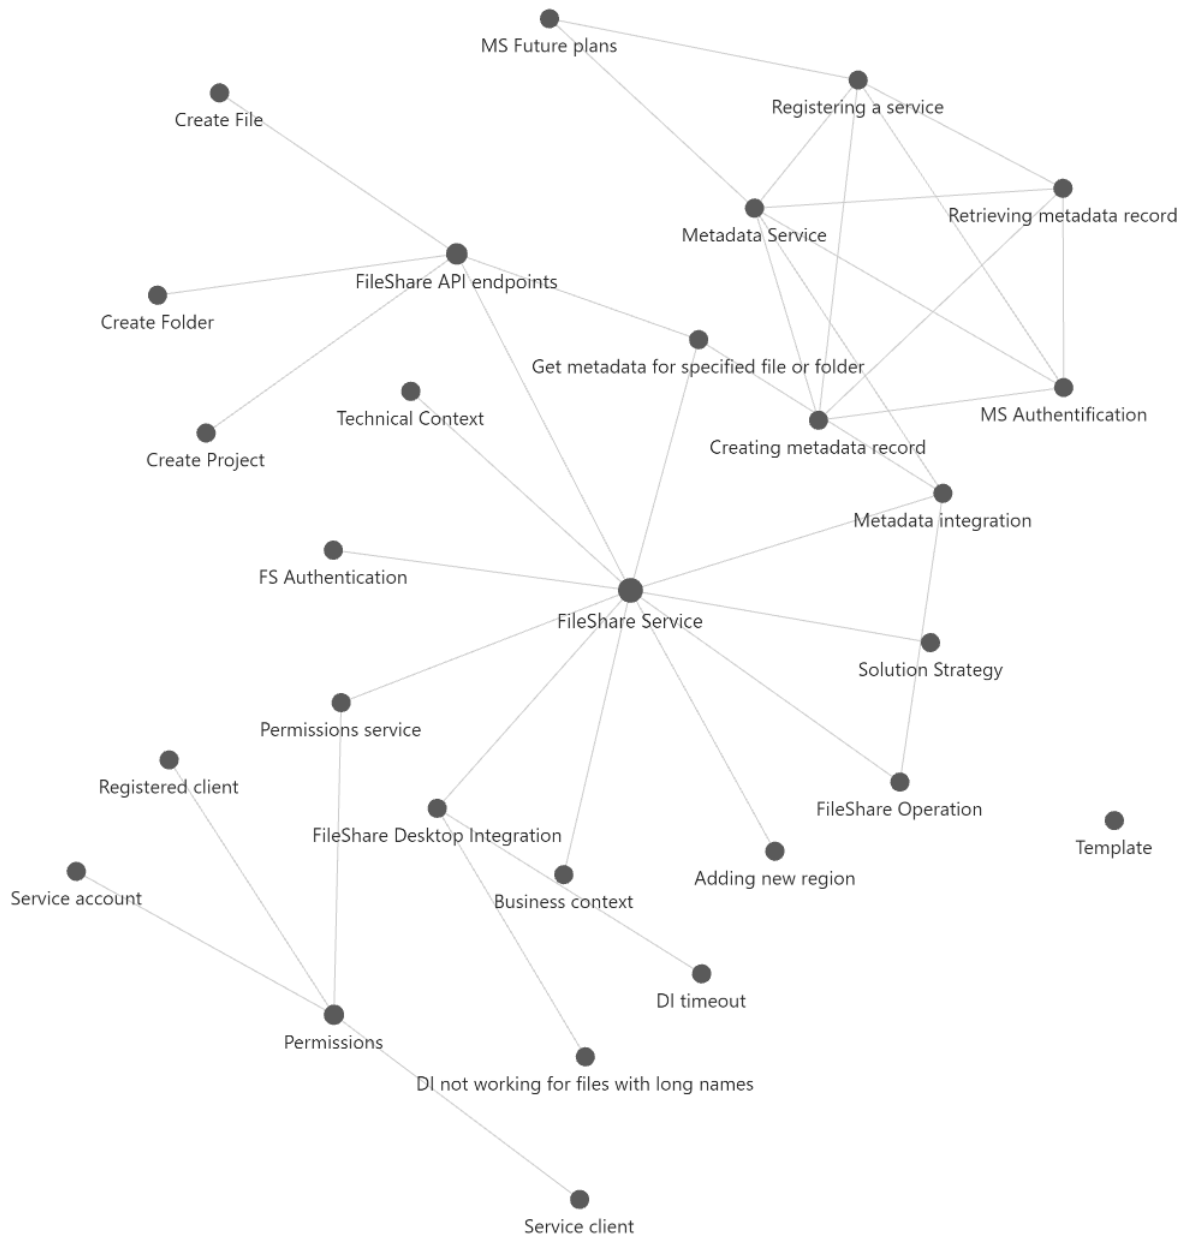 MS Future plans
Registering a service
Create File
Retrieving metadata record
Metadata Service
FileShare API endpoints
Create Folder
Get metadata for specified file or folder
Technical Context
MS Authentification
Creating metadata record
Create Project
Metadata integration
FS Authentication
FileShare Service
Solution Strategy
Permissions service
Registered client
FileShare Operation
FileShare Desktop Integration
Template
Adding new region
Service account
Business context
DI timeout
Permissions
DI not working for files with long names
Service client